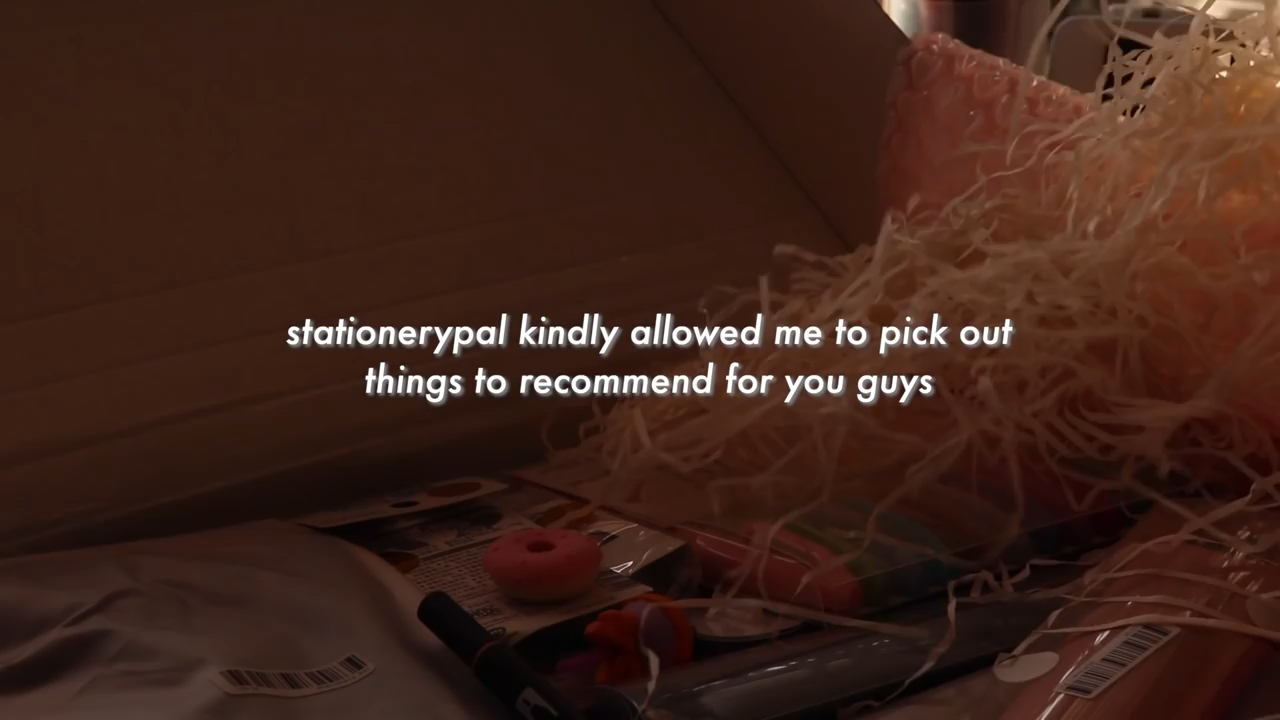 stationerypal kindly allowed me to pick out
things to recommend for you guys